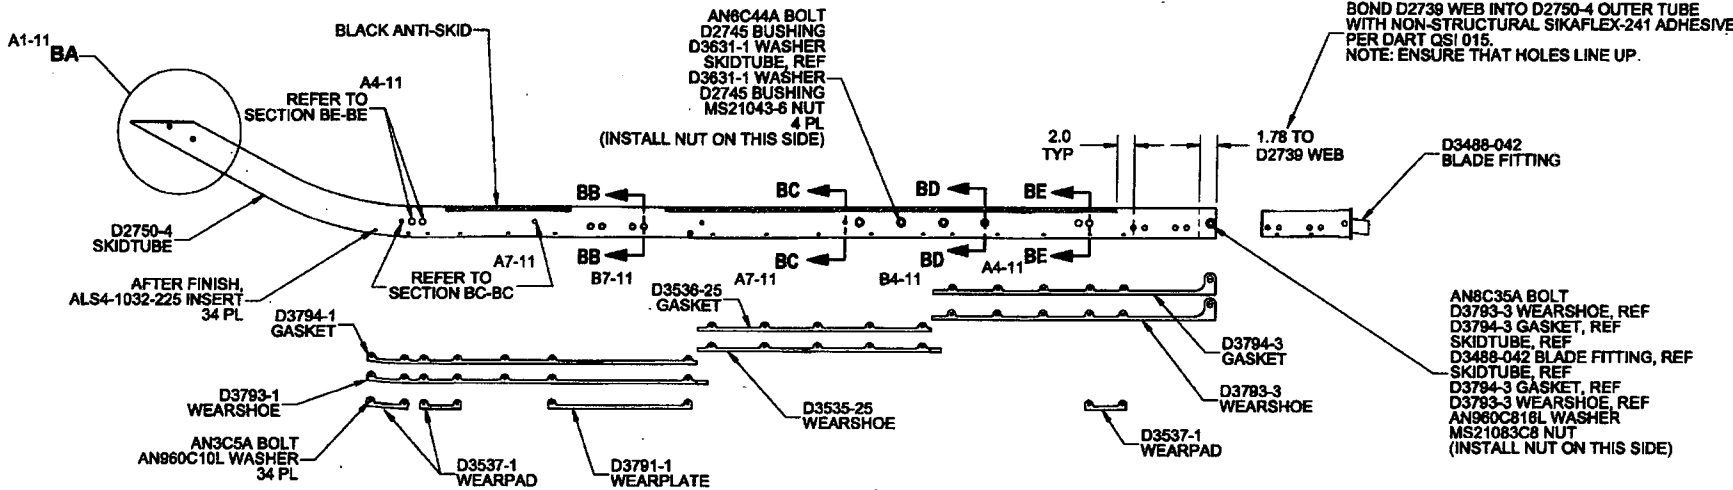 A1-11
BA
BLACK ANTI-SKID
A4-11
REFER TO
SECTION BE-BE
AN6C44A BOLT
D2745 BUSHING
D3631-1 WASHER
SKIDTUBE, REF
D3631-1 WASHER
D2745 BUSHING
MS21043-6 NUT
4 PL
(INSTALL NUT ON THIS SIDE)
BOND D2739 WEB INTO D2750-4 OUTER TUBE
WITH NON-STRUCTURAL SIKAFLEX-241 ADHESIVE
PER DART QSI 015.
NOTE: ENSURE THAT HOLES LINE UP.
2.0
TYP
1.78 TO
D2739 WEB
D3488-042
BLADE FITTING
BB
BC
BD
BE
D2750-4
SKIDTUBE
AFTER FINISH,
ALS4-1032-225 INSERT
34 PL
REFER TO
SECTION BC-BC
A7-11
BB
B7-11
BC
A7-11
BD
B4-11
BE
A4-11
D3536-25
GASKET
D3794-1
GASKET
D3793-1
WEARSHOE
AN3C5A BOLT
AN960C10L WASHER
34 PL
D3537-1
WEARPAD
D3791-1
WEARPLATE
D3535-25
WEARSHOE
D3794-3
GASKET
D3793-3
WEARSHOE
D3537-1
WEARPAD
AN8C35A BOLT
D3793-3 WEARSHOE, REF
D3794-3 GASKET, REF
SKIDTUBE, REF
D3488-042 BLADE FITTING, REF
SKIDTUBE, REF
D3794-3 GASKET, REF
D3793-3 WEARSHOE, REF
AN960C816L WASHER
MS21083C8 NUT
(INSTALL NUT ON THIS SIDE)